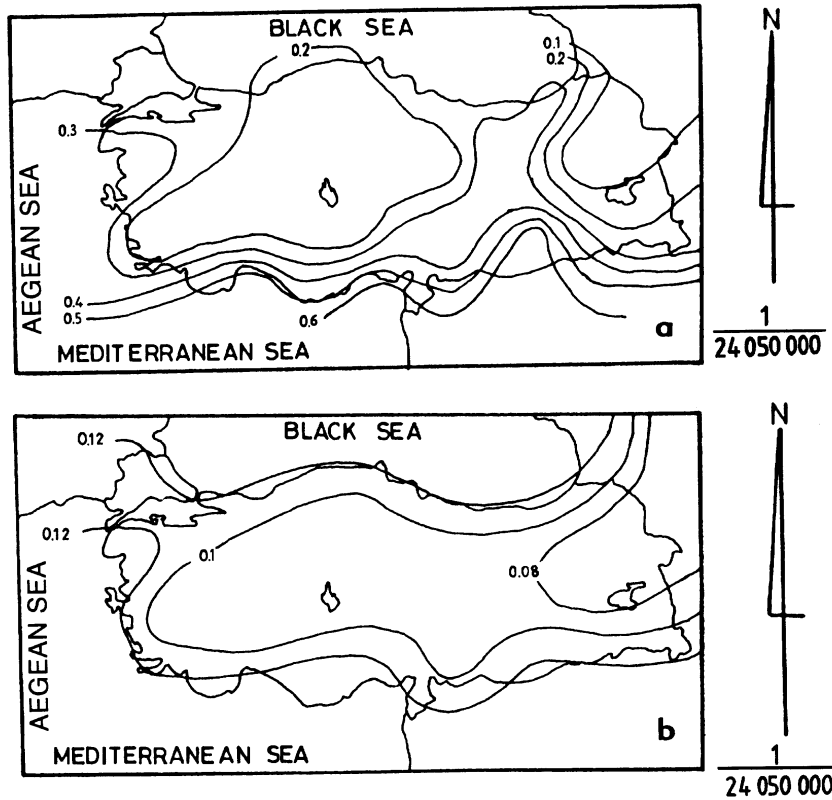 BLACK SEA
N
0.2
0.1
0.2
0.3
AEGEAN SEA
0.4
0.5
0.6
a
MEDITERRANEAN SEA
1
24 050 000
N
BLACK SEA
0.12
0.12
0.1
0.08
AEGEAN SEA
b
MEDITERRANEAN SEA
1
24 050 000